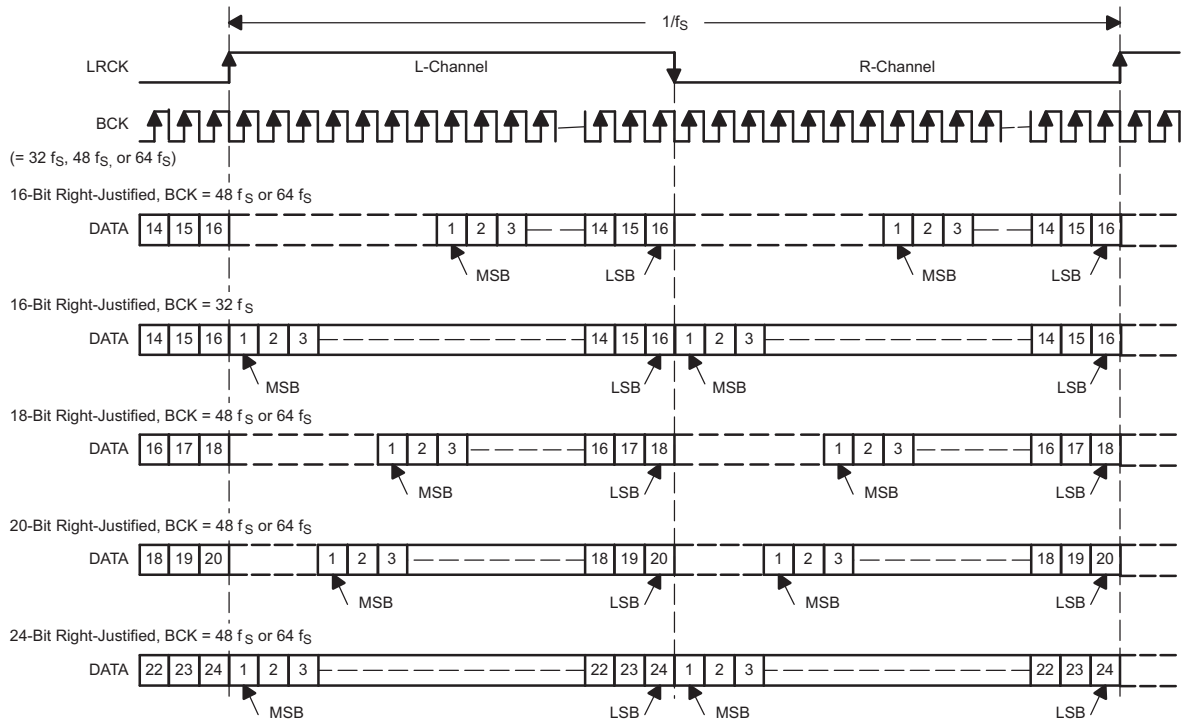 1/fS
LRCK L-Channel R-Channel
BCK
(= 32 fS, 48 fS, or 64 fS)
16-Bit Right-Justified, BCK = 48 fS or 64 fS
DATA 14 15 16 1 2 3 14 15 16 1 2 3 14 15 16
MSB LSB MSB LSB
16-Bit Right-Justified, BCK = 32 fS
DATA 14 15 16 1 2 3 14 15 16 1 2 3 14 15 16
MSB LSB MSB LSB
18-Bit Right-Justified, BCK = 48 fS or 64 fS
DATA 16 17 18 1 2 3 16 17 18 1 2 3 16 17 18
MSB LSB MSB LSB
20-Bit Right-Justified, BCK = 48 fS or 64 fS
DATA 18 19 20 1 2 3 18 19 20 1 2 3 18 19 20
MSB LSB MSB LSB
24-Bit Right-Justified, BCK = 48 fS or 64 fS
DATA 22 23 24 1 2 3 22 23 24 1 2 3 22 23 24
MSB LSB MSB LSB